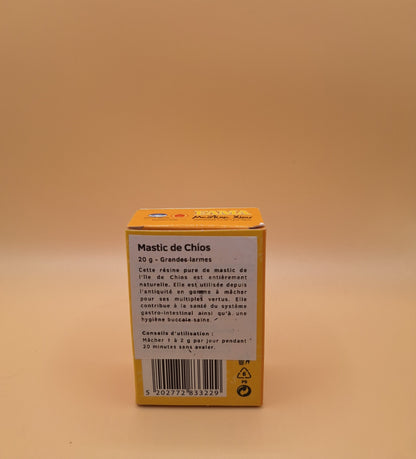 Mastic de Chios
20 g - Grandes larmes
Cette résine pure de mastic de
l'île de Chios est entièrement
naturelle. Elle est utilisée depuis
l'antiquité en gomme à mâcher
pour ses multiples vertus. Elle
contribue à la santé du système
gastro-intestinal ainsi qu'à une
hygiène buccale saine.
Conseils d'utilisation :
Mâcher 1 à 2 g par jour pendant
20 minutes sans avaler.
5 202772 833229